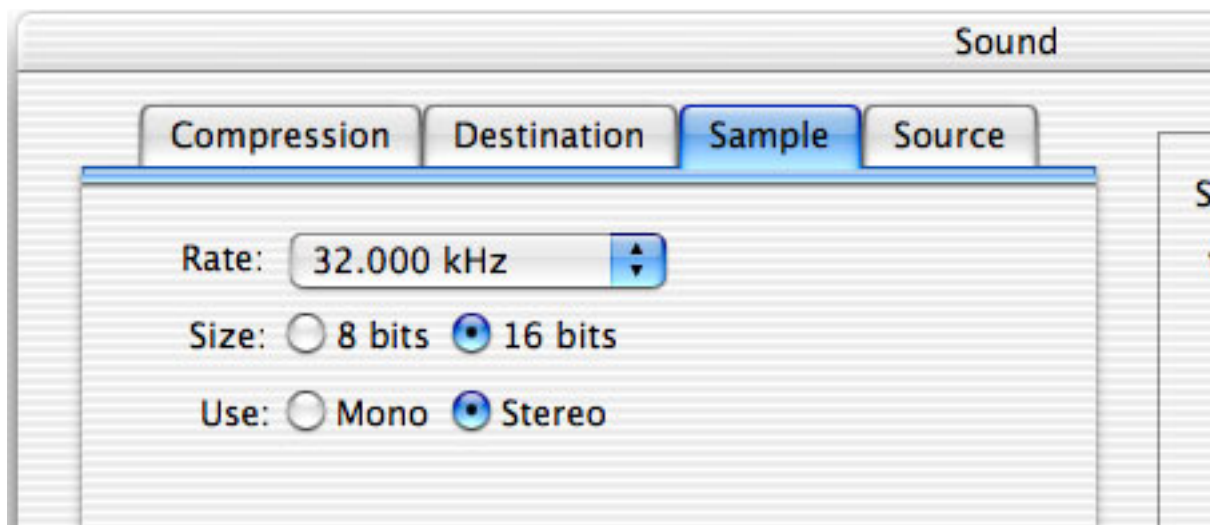 Sound
Compression Destination Sample Source
Rate: 32.000 kHz
Size: 8 bits 16 bits
Use: Mono Stereo